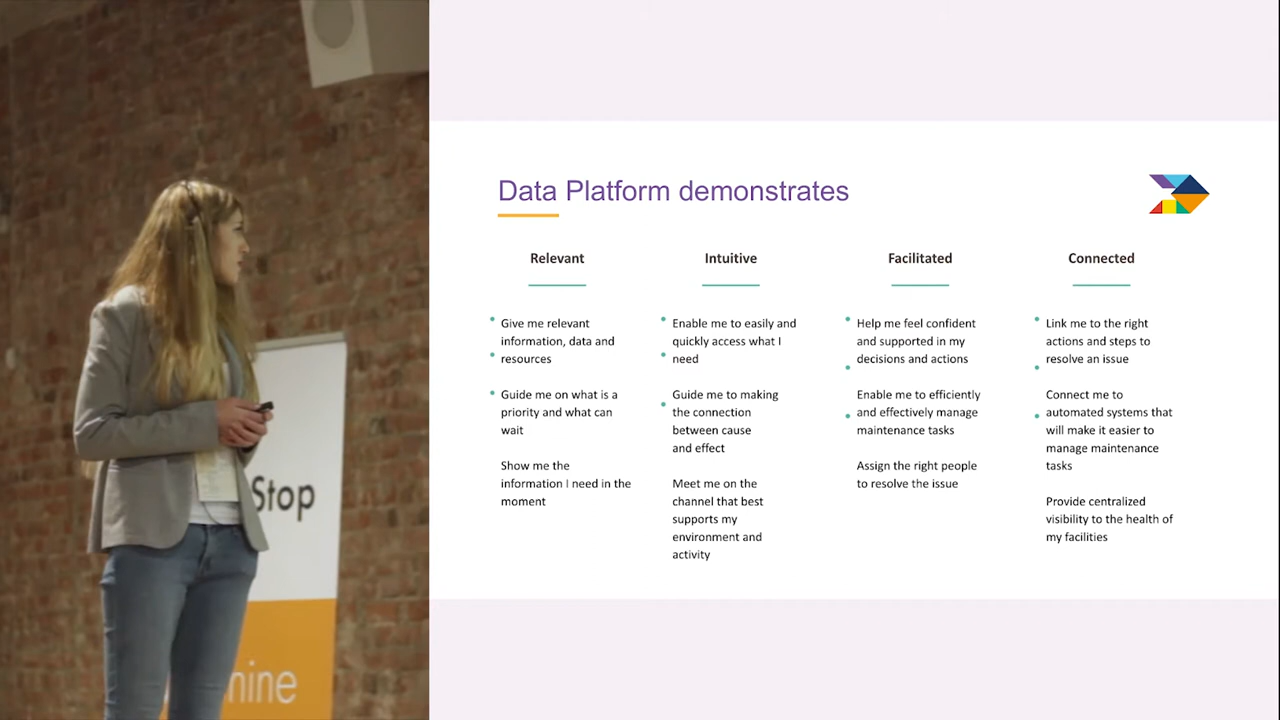 Stop
mine
Data Platform demonstrates
Relevant
Give me relevant
information, data and
resources
Guide me on what is a
priority and what can
wait
Show me the
information I need in the
moment
Intuitive
Enable me to easily and
quickly access what I
need
Guide me to making
the connection
between cause
and effect
Meet me on the
channel that best
supports my
environment and
activity
Facilitated
Help me feel confident
and supported in my
decisions and actions
Enable me to efficiently
and effectively manage
maintenance tasks
Assign the right people
to resolve the issue
Connected
Link me to the right
actions and steps to
resolve an issue
Connect me to
automated systems that
will make it easier to
manage maintenance
tasks
Provide centralized
visibility to the health of
my facilities